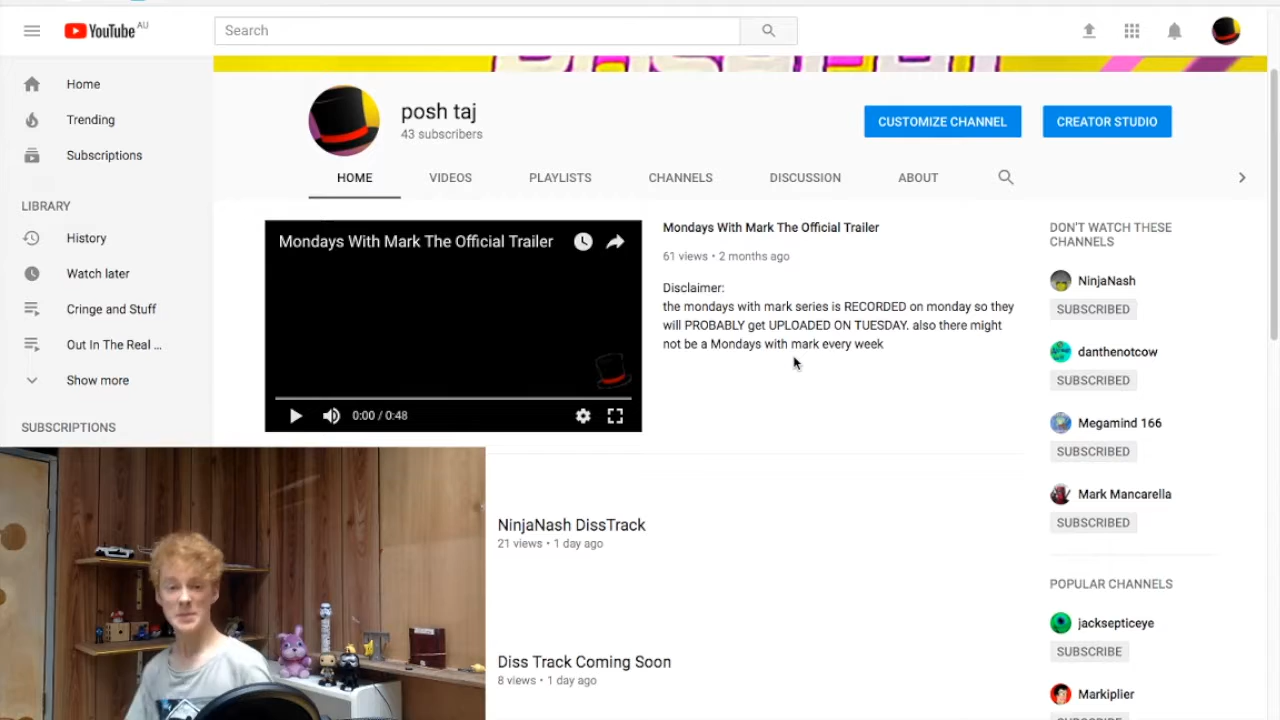 YouTube AU
Search
Home
Trending
Subscriptions
LIBRARY
History
Watch later
Cringe and Stuff
Out In The Real ...
Show more
SUBSCRIPTIONS
posh taj
43 subscribers
CUSTOMIZE CHANNEL
CREATOR STUDIO
HOME
VIDEOS
PLAYLISTS
CHANNELS
DISCUSSION
ABOUT
Mondays With Mark The Official Trailer
0:00 / 0:48
Mondays With Mark The Official Trailer
61 views • 2 months ago
Disclaimer:
the mondays with mark series is RECORDED on monday so they
will PROBABLY get UPLOADED ON TUESDAY. also there might
not be a Mondays with mark every week
NinjaNash DissTrack
21 views • 1 day ago
Diss Track Coming Soon
8 views • 1 day ago
DON'T WATCH THESE
CHANNELS
NinjaNash
SUBSCRIBED
danthenotcow
SUBSCRIBED
Megamind 166
SUBSCRIBED
Mark Mancarella
SUBSCRIBED
POPULAR CHANNELS
jacksepticeye
SUBSCRIBE
Markiplier